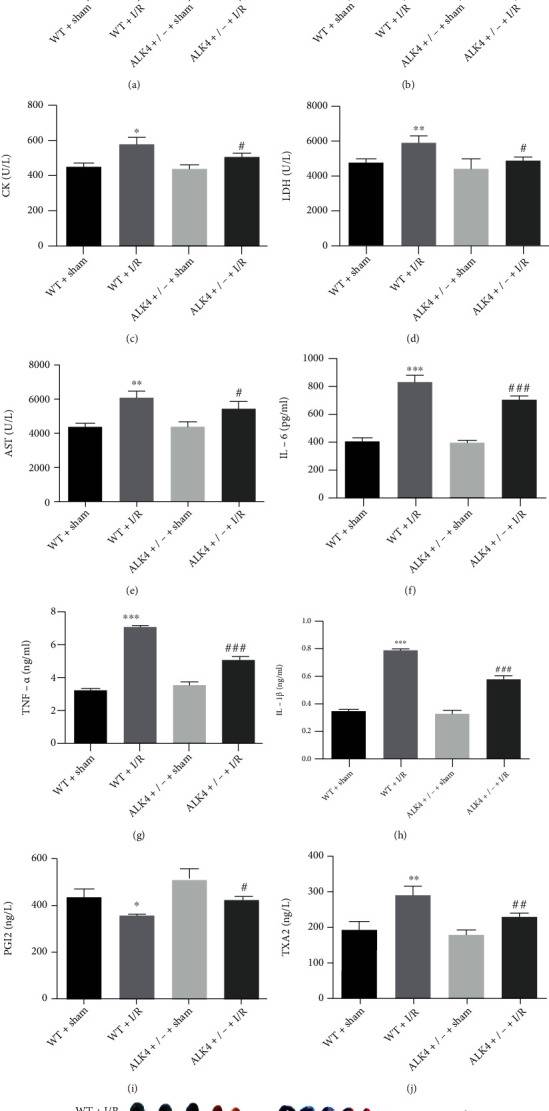 WT + sham
WT + I/R
ALK4 + / − + sham
ALK4 + / − + I/R
WT + sham
WT + I/R
ALK4 + / − + sham
ALK4 + / − + I/R
(a)
(b)
CK (U/L)
800
600
400
200
0
*
#
WT + sham
WT + I/R
ALK4 + / − + sham
ALK4 + / − + I/R
(c)
LDH (U/L)
8000
6000
4000
2000
0
**
#
WT + sham
WT + I/R
ALK4 + / − + sham
ALK4 + / − + I/R
(d)
AST (U/L)
8000
6000
4000
2000
0
**
#
WT + sham
WT + I/R
ALK4 + / − + sham
ALK4 + / − + I/R
(e)
IL − 6 (pg/ml)
1000
800
600
400
200
0
***
###
WT + sham
WT + I/R
ALK4 + / − + sham
ALK4 + / − + I/R
(f)
TNF − α (ng/ml)
8
6
4
2
0
***
###
WT + sham
WT + I/R
ALK4 + / − + sham
ALK4 + / − + I/R
(g)
IL − 1β (ng/ml)
1.0
0.8
0.6
0.4
0.2
0.0
***
###
WT + sham
WT + I/R
ALK4 + / − + sham
ALK4 + / − + I/R
(h)
PGI2 (ng/L)
600
400
200
0
*
#
WT + sham
WT + I/R
ALK4 + / − + sham
ALK4 + / − + I/R
(i)
TXA2 (ng/L)
400
300
200
100
0
**
##
WT + sham
WT + I/R
ALK4 + / − + sham
ALK4 + / − + I/R
(j)
WT + I/R